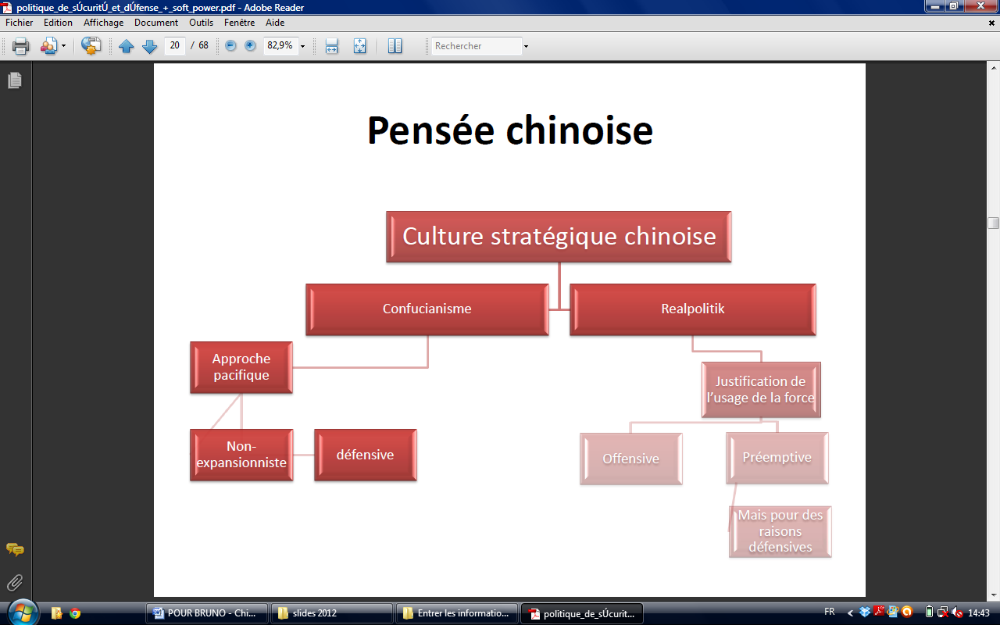 politique_de_sÚcuritÚ_et_dÚfense_+_soft_power.pdf - Adobe Reader
Fichier Edition Affichage Document Outils Fenêtre Aide
20 / 68 82,9% Rechercher
Pensée chinoise
Culture stratégique chinoise
Confucianisme
Realpolitik
Approche
pacifique
Justification de
l'usage de la force
Non-
expansionniste
défensive
Offensive
Préemptive
Mais pour des
raisons
défensives
POUR BRUNO - Chi... slides 2012 Entrer les informatio... politique_de_sÚcurit... FR 14:43